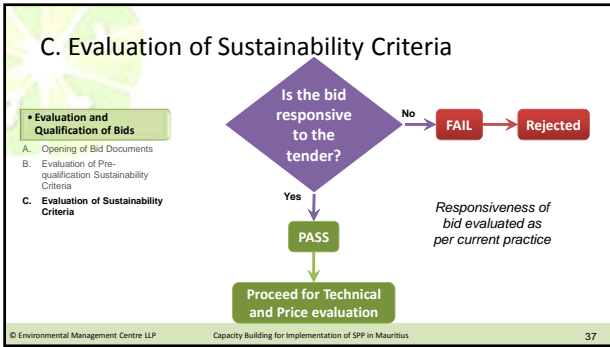 C. Evaluation of Sustainability Criteria
• Evaluation and
Qualification of Bids
A. Opening of Bid Documents
B. Evaluation of Pre-
qualification Sustainability
Criteria
C. Evaluation of Sustainability
Criteria
Is the bid
responsive
to the
tender?
No
FAIL
Rejected
Yes
PASS
Responsiveness of
bid evaluated as
per current practice
Proceed for Technical
and Price evaluation
© Environmental Management Centre LLP
Capacity Building for Implementation of SPP in Mauritius
37